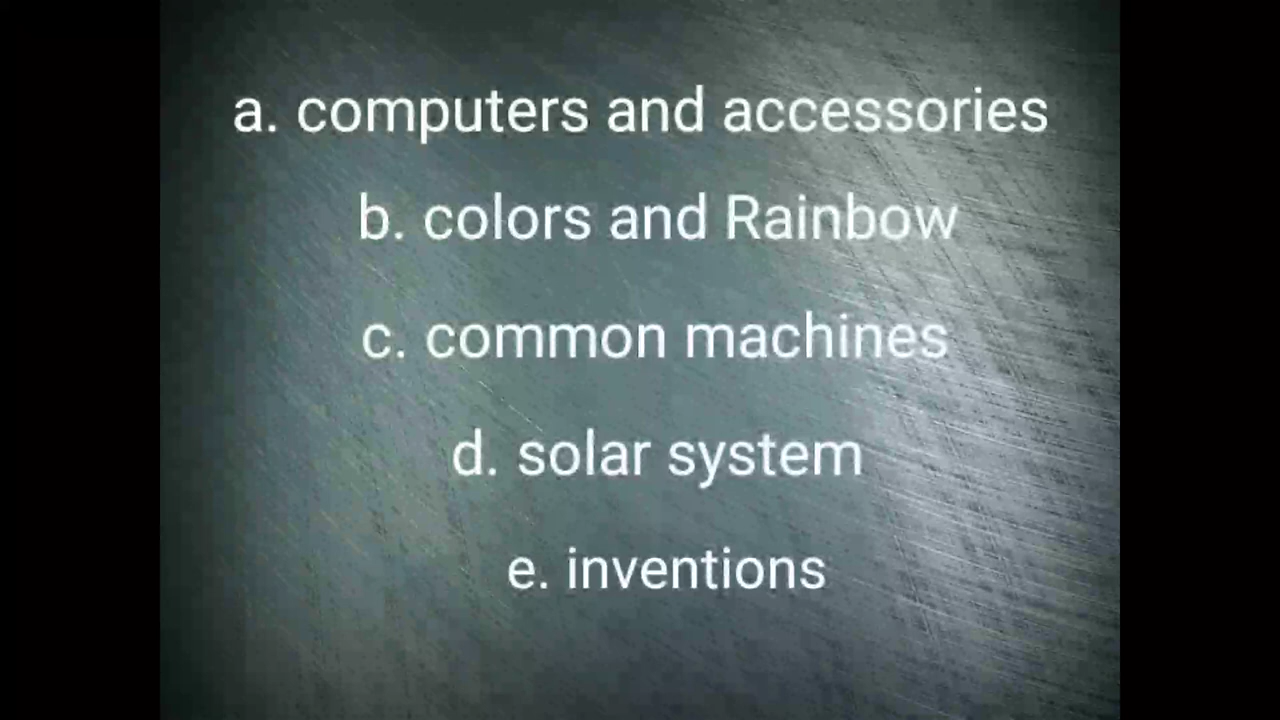 a. computers and accessories
b. colors and Rainbow
c. common machines
d. solar system
e. inventions